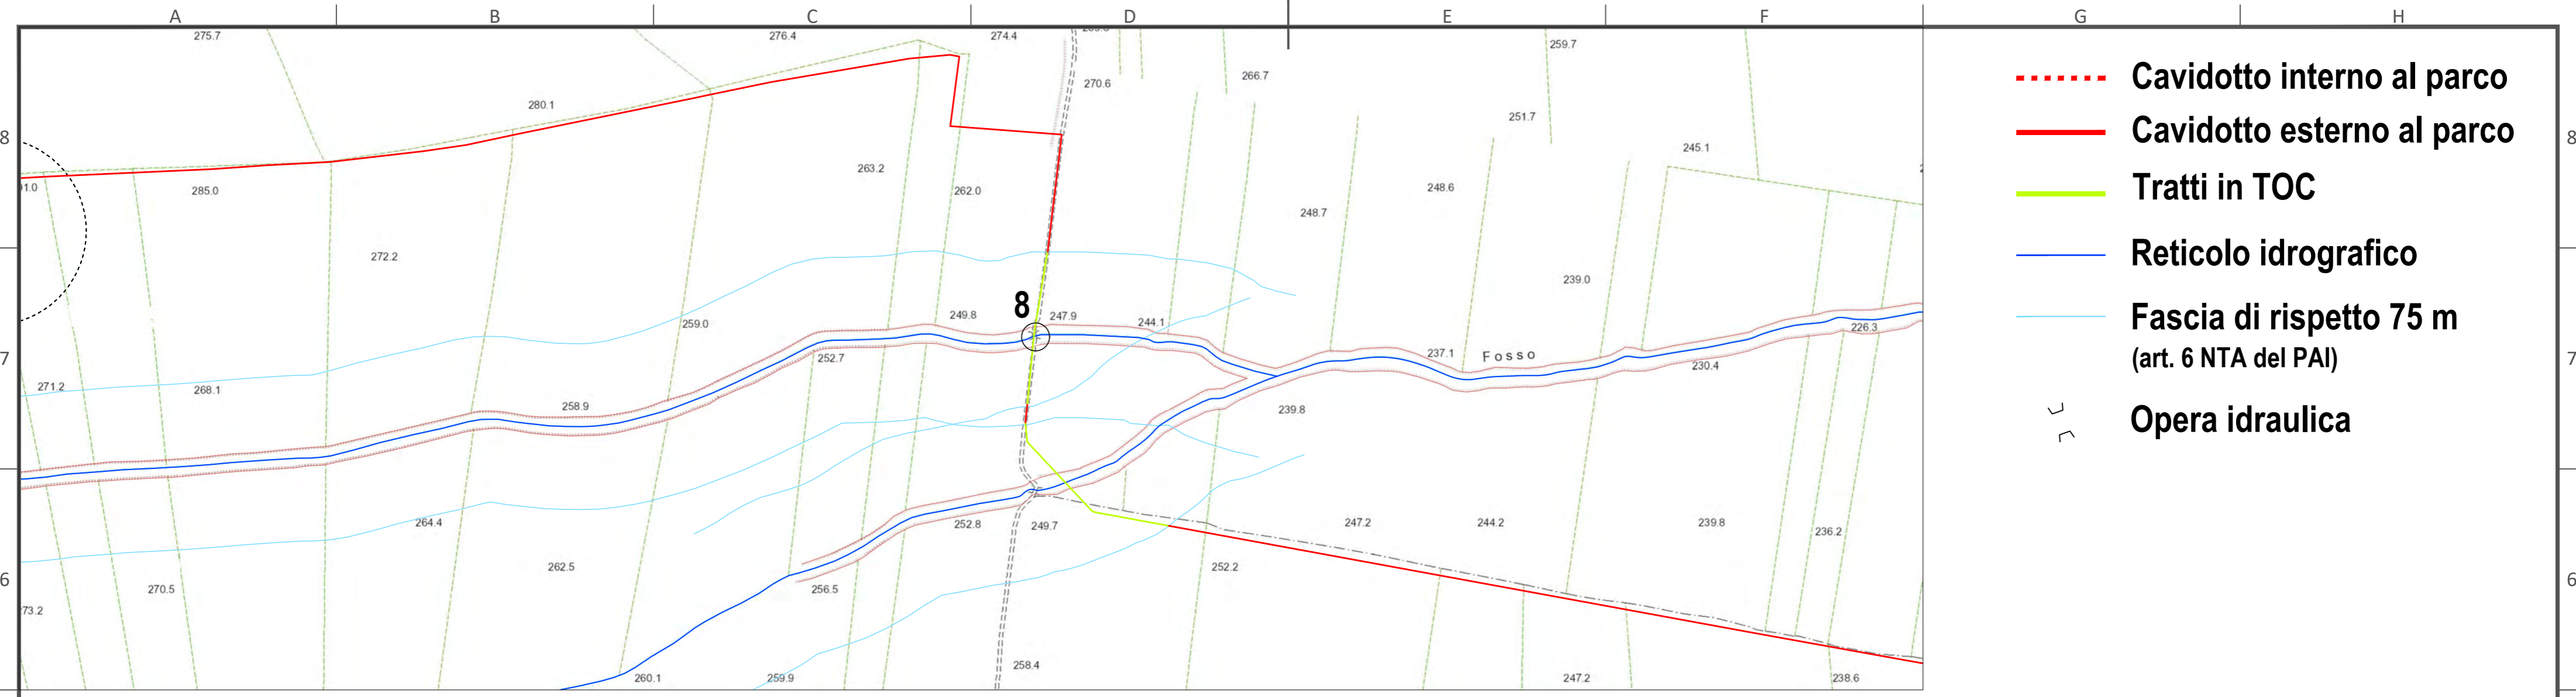 A B C D E F G H
275.7 276.4 274.4 259.7
270.6 266.7
280.1 251.7
8 8
245.1
263.2
285.0 262.0 248.6
248.7
272.2
239.0
8
249.8 247.9 244.1
259.0 226.3
7 252.7 237.1 Fosso 7
230.4
271.2 268.1
258.9 239.8
264.4 252.8 249.7 247.2 244.2 239.8 236.2
262.5 252.2
6 6
270.5 256.5
73.2
258.4
260.1 259.9 247.2 238.6
Cavidotto interno al parco
Cavidotto esterno al parco
Tratti in TOC
Reticolo idrografico
Fascia di rispetto 75 m
(art. 6 NTA del PAI)
Opera idraulica